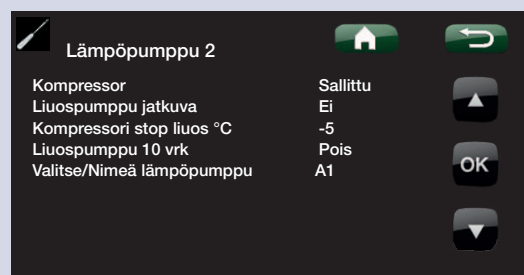 Lämpöpumppu 2
Kompressor Sallittu
Liuospumppu jatkuva Ei
Kompressori stop liuos °C -5
Liuospumppu 10 vrk Pois
Valitse/Nimeä lämpöpumppu A1
OK